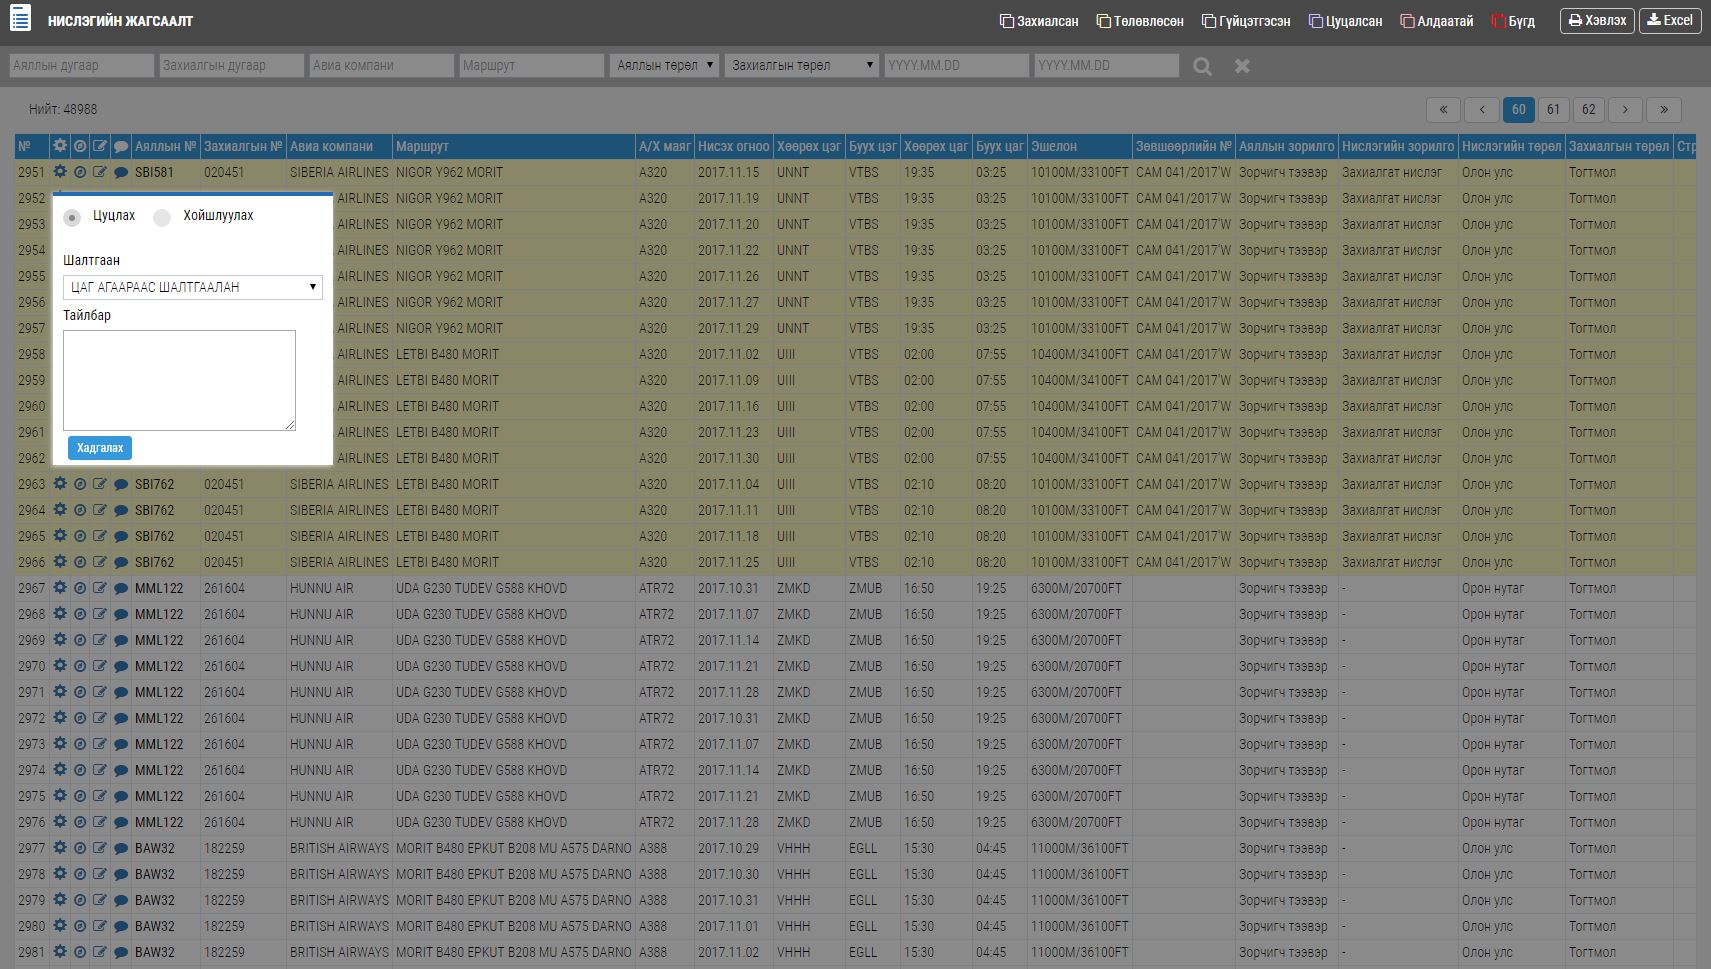 НИСЛЭГИЙН ЖАГСААЛТ
Захиалсан Төлөвлөсөн Гүйцэтгэсэн Цуцалсан Алдаатай Бүгд Хэвлэх Excel
Аяллын дугаар Захиалгын дугаар Авиа компани Маршрут Аяллын төрөл Захиалгын төрөл YYYY.MM.DD YYYY.MM.DD
Нийт: 48988
« ‹ 60 61 62 › »
№ Аяллын № Захиалгын № Авиа компани Маршрут А/Х маяг Нисэх огноо Хөөрөх цэг Буух цэг Хөөрөх цаг Буух цаг Эшелон Зөвшөөрлийн № Аяллын зорилго Нислэгийн зорилго Нислэгийн төрөл Захиалгын төрөл Стр
2951 SBI581 020451 SIBERIA AIRLINES NIGOR Y962 MORIT A320 2017.11.15 UNNT VTBS 19:35 03:25 10100M/33100FT CAM 041/2017'W Зорчигч тээвэр Захиалгат нислэг Олон улс Тогтмол
2952 AIRLINES NIGOR Y962 MORIT A320 2017.11.19 UNNT VTBS 19:35 03:25 10100M/33100FT CAM 041/2017'W Зорчигч тээвэр Захиалгат нислэг Олон улс Тогтмол
2953 AIRLINES NIGOR Y962 MORIT A320 2017.11.20 UNNT VTBS 19:35 03:25 10100M/33100FT CAM 041/2017'W Зорчигч тээвэр Захиалгат нислэг Олон улс Тогтмол
2954 AIRLINES NIGOR Y962 MORIT A320 2017.11.22 UNNT VTBS 19:35 03:25 10100M/33100FT CAM 041/2017'W Зорчигч тээвэр Захиалгат нислэг Олон улс Тогтмол
2955 AIRLINES NIGOR Y962 MORIT A320 2017.11.26 UNNT VTBS 19:35 03:25 10100M/33100FT CAM 041/2017'W Зорчигч тээвэр Захиалгат нислэг Олон улс Тогтмол
2956 AIRLINES NIGOR Y962 MORIT A320 2017.11.27 UNNT VTBS 19:35 03:25 10100M/33100FT CAM 041/2017'W Зорчигч тээвэр Захиалгат нислэг Олон улс Тогтмол
2957 AIRLINES NIGOR Y962 MORIT A320 2017.11.29 UNNT VTBS 19:35 03:25 10100M/33100FT CAM 041/2017'W Зорчигч тээвэр Захиалгат нислэг Олон улс Тогтмол
2958 AIRLINES LETBI B480 MORIT A320 2017.11.02 UIII VTBS 02:00 07:55 10400M/34100FT CAM 041/2017'W Зорчигч тээвэр Захиалгат нислэг Олон улс Тогтмол
2959 AIRLINES LETBI B480 MORIT A320 2017.11.09 UIII VTBS 02:00 07:55 10400M/34100FT CAM 041/2017'W Зорчигч тээвэр Захиалгат нислэг Олон улс Тогтмол
2960 AIRLINES LETBI B480 MORIT A320 2017.11.16 UIII VTBS 02:00 07:55 10400M/34100FT CAM 041/2017'W Зорчигч тээвэр Захиалгат нислэг Олон улс Тогтмол
2961 AIRLINES LETBI B480 MORIT A320 2017.11.23 UIII VTBS 02:00 07:55 10400M/34100FT CAM 041/2017'W Зорчигч тээвэр Захиалгат нислэг Олон улс Тогтмол
2962 AIRLINES LETBI B480 MORIT A320 2017.11.30 UIII VTBS 02:00 07:55 10400M/34100FT CAM 041/2017'W Зорчигч тээвэр Захиалгат нислэг Олон улс Тогтмол
Цуцлах Хойшлуулах
Шалтгаан
ЦАГ АГААРААС ШАЛТГААЛАН
Тайлбар
Хадгалах
2963 SBI762 020451 SIBERIA AIRLINES LETBI B480 MORIT A320 2017.11.04 UIII VTBS 02:10 08:20 10100M/33100FT CAM 041/2017'W Зорчигч тээвэр Захиалгат нислэг Олон улс Тогтмол
2964 SBI762 020451 SIBERIA AIRLINES LETBI B480 MORIT A320 2017.11.11 UIII VTBS 02:10 08:20 10100M/33100FT CAM 041/2017'W Зорчигч тээвэр Захиалгат нислэг Олон улс Тогтмол
2965 SBI762 020451 SIBERIA AIRLINES LETBI B480 MORIT A320 2017.11.18 UIII VTBS 02:10 08:20 10100M/33100FT CAM 041/2017'W Зорчигч тээвэр Захиалгат нислэг Олон улс Тогтмол
2966 SBI762 020451 SIBERIA AIRLINES LETBI B480 MORIT A320 2017.11.25 UIII VTBS 02:10 08:20 10100M/33100FT CAM 041/2017'W Зорчигч тээвэр Захиалгат нислэг Олон улс Тогтмол
2967 MML122 261604 HUNNU AIR UDA G230 TUDEV G588 KHOVD ATR72 2017.10.31 ZMKD ZMUB 16:50 19:25 6300M/20700FT Зорчигч тээвэр - Орон нутаг Тогтмол
2968 MML122 261604 HUNNU AIR UDA G230 TUDEV G588 KHOVD ATR72 2017.11.07 ZMKD ZMUB 16:50 19:25 6300M/20700FT Зорчигч тээвэр - Орон нутаг Тогтмол
2969 MML122 261604 HUNNU AIR UDA G230 TUDEV G588 KHOVD ATR72 2017.11.14 ZMKD ZMUB 16:50 19:25 6300M/20700FT Зорчигч тээвэр - Орон нутаг Тогтмол
2970 MML122 261604 HUNNU AIR UDA G230 TUDEV G588 KHOVD ATR72 2017.11.21 ZMKD ZMUB 16:50 19:25 6300M/20700FT Зорчигч тээвэр - Орон нутаг Тогтмол
2971 MML122 261604 HUNNU AIR UDA G230 TUDEV G588 KHOVD ATR72 2017.11.28 ZMKD ZMUB 16:50 19:25 6300M/20700FT Зорчигч тээвэр - Орон нутаг Тогтмол
2972 MML122 261604 HUNNU AIR UDA G230 TUDEV G588 KHOVD ATR72 2017.10.31 ZMKD ZMUB 16:50 19:25 6300M/20700FT Зорчигч тээвэр - Орон нутаг Тогтмол
2973 MML122 261604 HUNNU AIR UDA G230 TUDEV G588 KHOVD ATR72 2017.11.07 ZMKD ZMUB 16:50 19:25 6300M/20700FT Зорчигч тээвэр - Орон нутаг Тогтмол
2974 MML122 261604 HUNNU AIR UDA G230 TUDEV G588 KHOVD ATR72 2017.11.14 ZMKD ZMUB 16:50 19:25 6300M/20700FT Зорчигч тээвэр - Орон нутаг Тогтмол
2975 MML122 261604 HUNNU AIR UDA G230 TUDEV G588 KHOVD ATR72 2017.11.21 ZMKD ZMUB 16:50 19:25 6300M/20700FT Зорчигч тээвэр - Орон нутаг Тогтмол
2976 MML122 261604 HUNNU AIR UDA G230 TUDEV G588 KHOVD ATR72 2017.11.28 ZMKD ZMUB 16:50 19:25 6300M/20700FT Зорчигч тээвэр - Орон нутаг Тогтмол
2977 BAW32 182259 BRITISH AIRWAYS MORIT B480 EPKUT B208 MU A575 DARNO A388 2017.10.29 VHHH EGLL 15:30 04:45 11000M/36100FT Зорчигч тээвэр - Олон улс Тогтмол
2978 BAW32 182259 BRITISH AIRWAYS MORIT B480 EPKUT B208 MU A575 DARNO A388 2017.10.30 VHHH EGLL 15:30 04:45 11000M/36100FT Зорчигч тээвэр - Олон улс Тогтмол
2979 BAW32 182259 BRITISH AIRWAYS MORIT B480 EPKUT B208 MU A575 DARNO A388 2017.10.31 VHHH EGLL 15:30 04:45 11000M/36100FT Зорчигч тээвэр - Олон улс Тогтмол
2980 BAW32 182259 BRITISH AIRWAYS MORIT B480 EPKUT B208 MU A575 DARNO A388 2017.11.01 VHHH EGLL 15:30 04:45 11000M/36100FT Зорчигч тээвэр - Олон улс Тогтмол
2981 BAW32 182259 BRITISH AIRWAYS MORIT B480 EPKUT B208 MU A575 DARNO A388 2017.11.02 VHHH EGLL 15:30 04:45 11000M/36100FT Зорчигч тээвэр - Олон улс Тогтмол